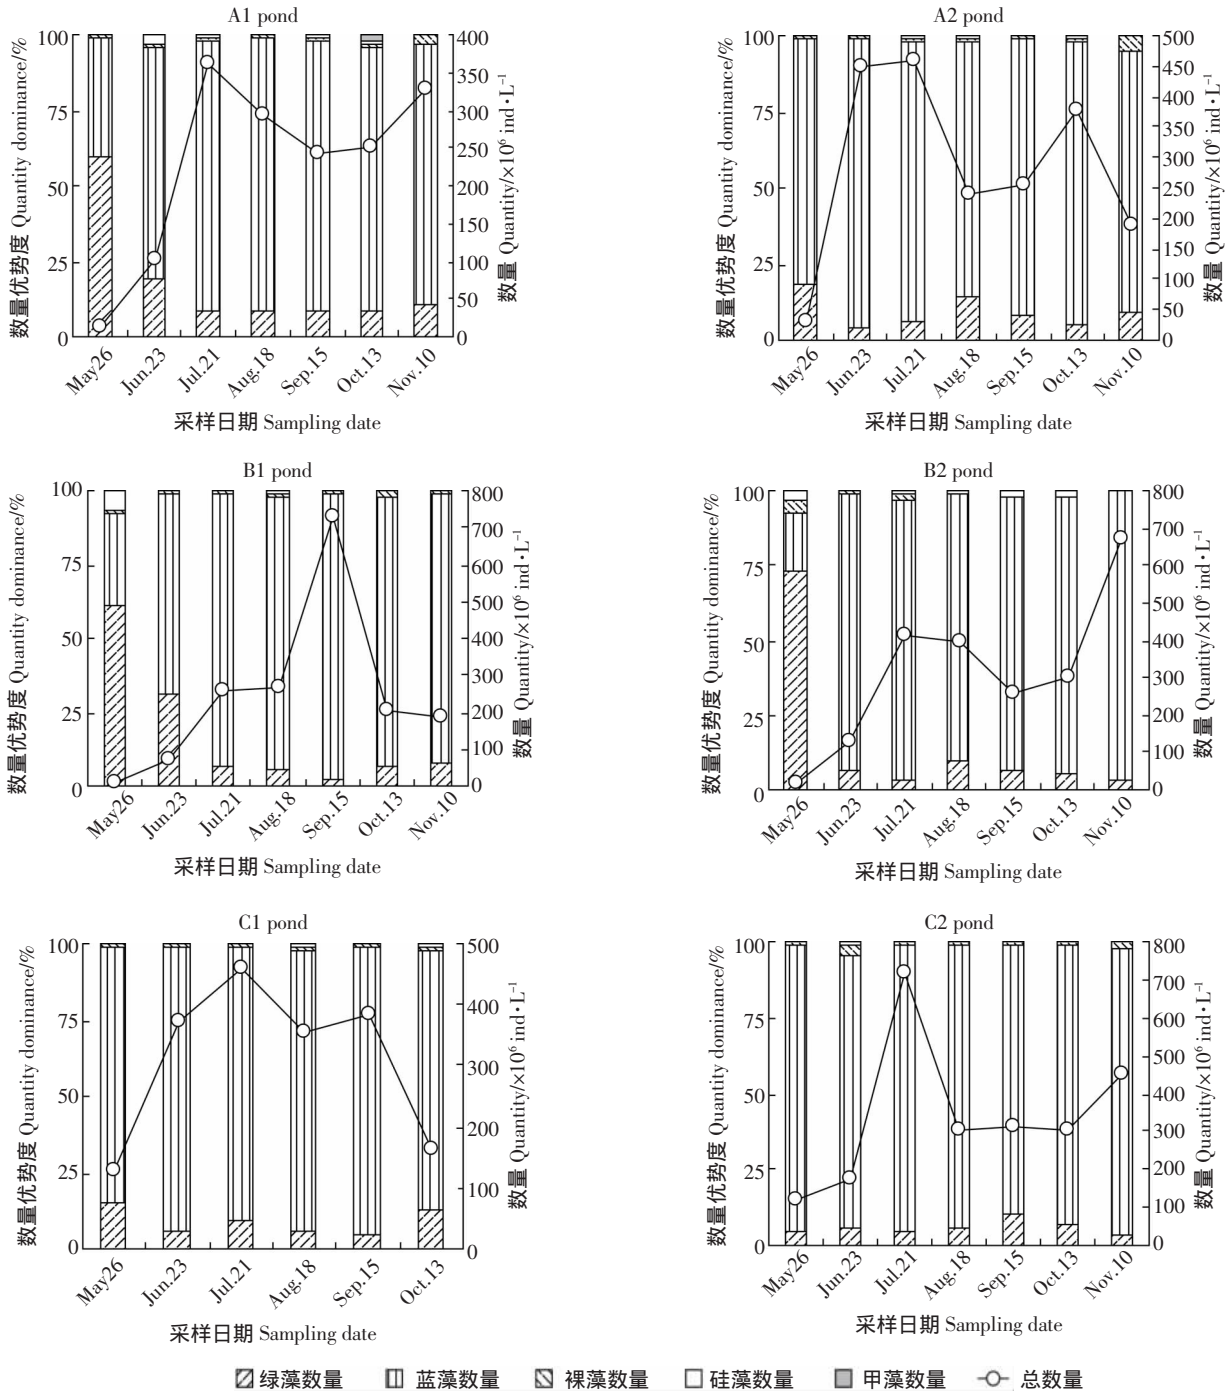 A1 pond
数量优势度 Quantity dominance/%
100
75
50
25
0
400
350
300
250
200
150
100
50
0
数量 Quantity/×10⁶ ind·L⁻¹
May26 Jun.23 Jul.21 Aug.18 Sep.15 Oct.13 Nov.10
采样日期 Sampling date
A2 pond
数量优势度 Quantity dominance/%
100
75
50
25
0
500
450
400
350
300
250
200
150
100
50
0
数量 Quantity/×10⁶ ind·L⁻¹
May26 Jun.23 Jul.21 Aug.18 Sep.15 Oct.13 Nov.10
采样日期 Sampling date
B1 pond
数量优势度 Quantity dominance/%
100
75
50
25
0
800
700
600
500
400
300
200
100
0
数量 Quantity/×10⁶ ind·L⁻¹
May26 Jun.23 Jul.21 Aug.18 Sep.15 Oct.13 Nov.10
采样日期 Sampling date
B2 pond
数量优势度 Quantity dominance/%
100
75
50
25
0
800
700
600
500
400
300
200
100
0
数量 Quantity/×10⁶ ind·L⁻¹
May26 Jun.23 Jul.21 Aug.18 Sep.15 Oct.13 Nov.10
采样日期 Sampling date
C1 pond
数量优势度 Quantity dominance/%
100
75
50
25
0
500
400
300
200
100
0
数量 Quantity/×10⁶ ind·L⁻¹
May26 Jun.23 Jul.21 Aug.18 Sep.15 Oct.13
采样日期 Sampling date
C2 pond
数量优势度 Quantity dominance/%
100
75
50
25
0
800
700
600
500
400
300
200
100
0
数量 Quantity/×10⁶ ind·L⁻¹
May26 Jun.23 Jul.21 Aug.18 Sep.15 Oct.13 Nov.10
采样日期 Sampling date
绿藻数量 蓝藻数量 裸藻数量 硅藻数量 甲藻数量 总数量